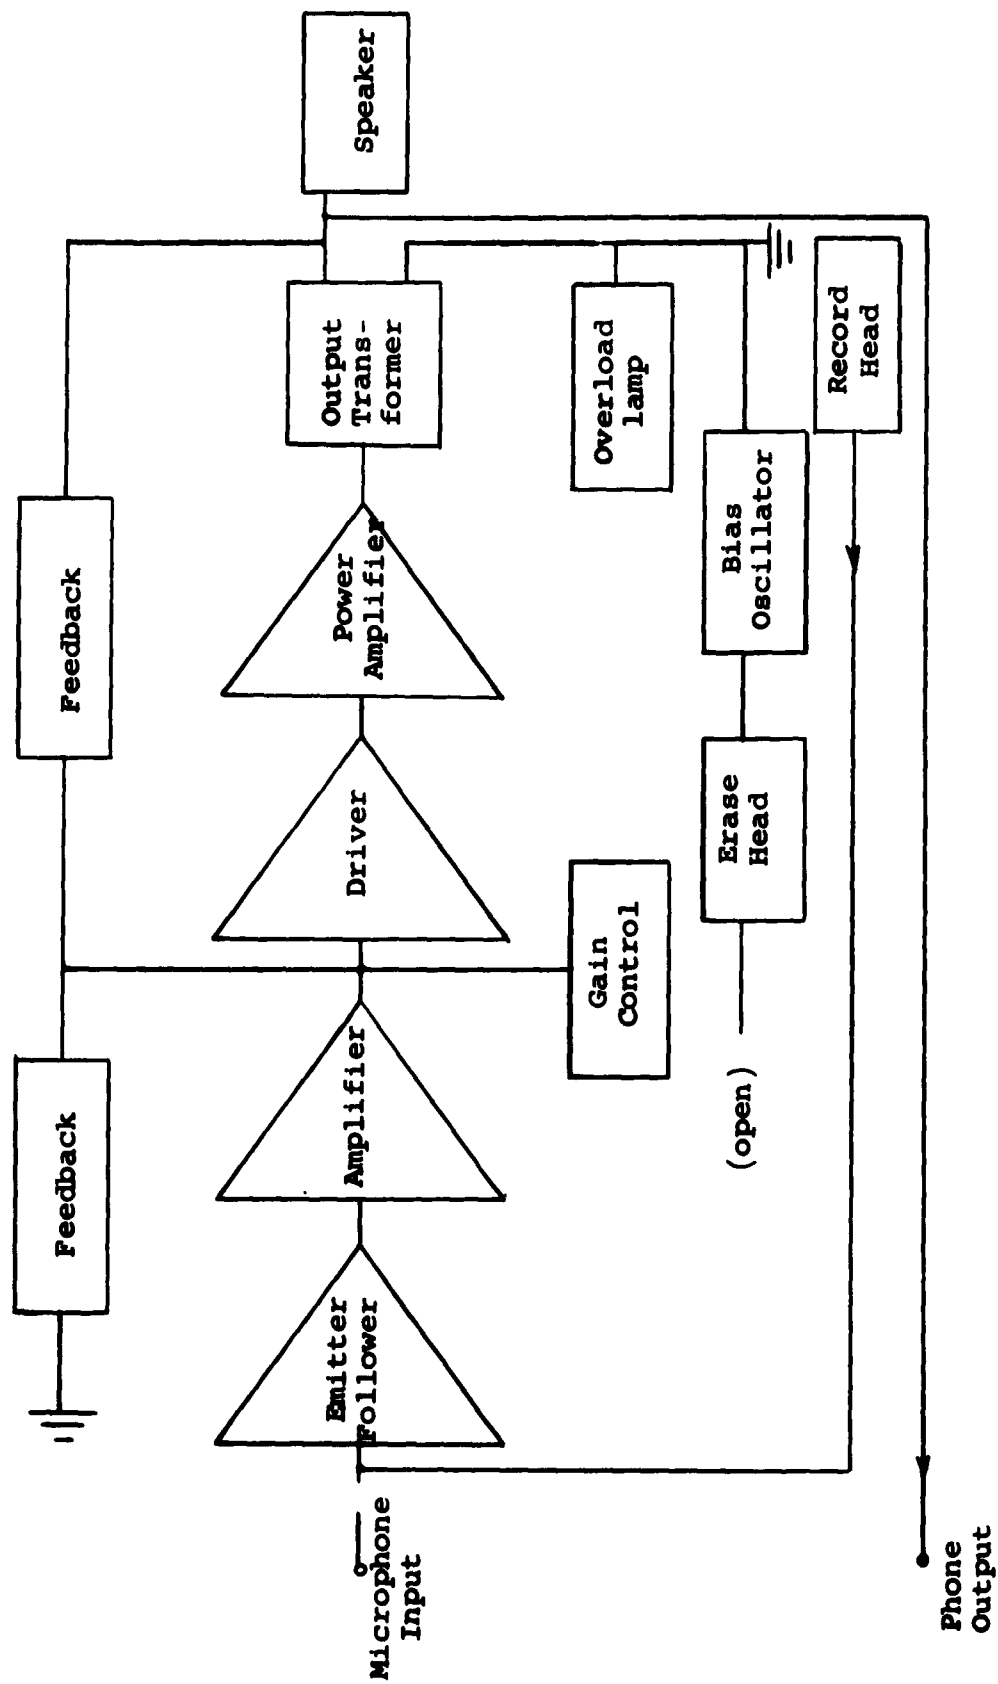 Feedback
Feedback
Emitter
Follower
Amplifier
Driver
Power
Amplifier
Output
Trans-
former
Speaker
Microphone
Input
Gain
Control
Overload
lamp
(open)
Erase
Head
Bias
Oscillator
Record
Head
Phone
Output